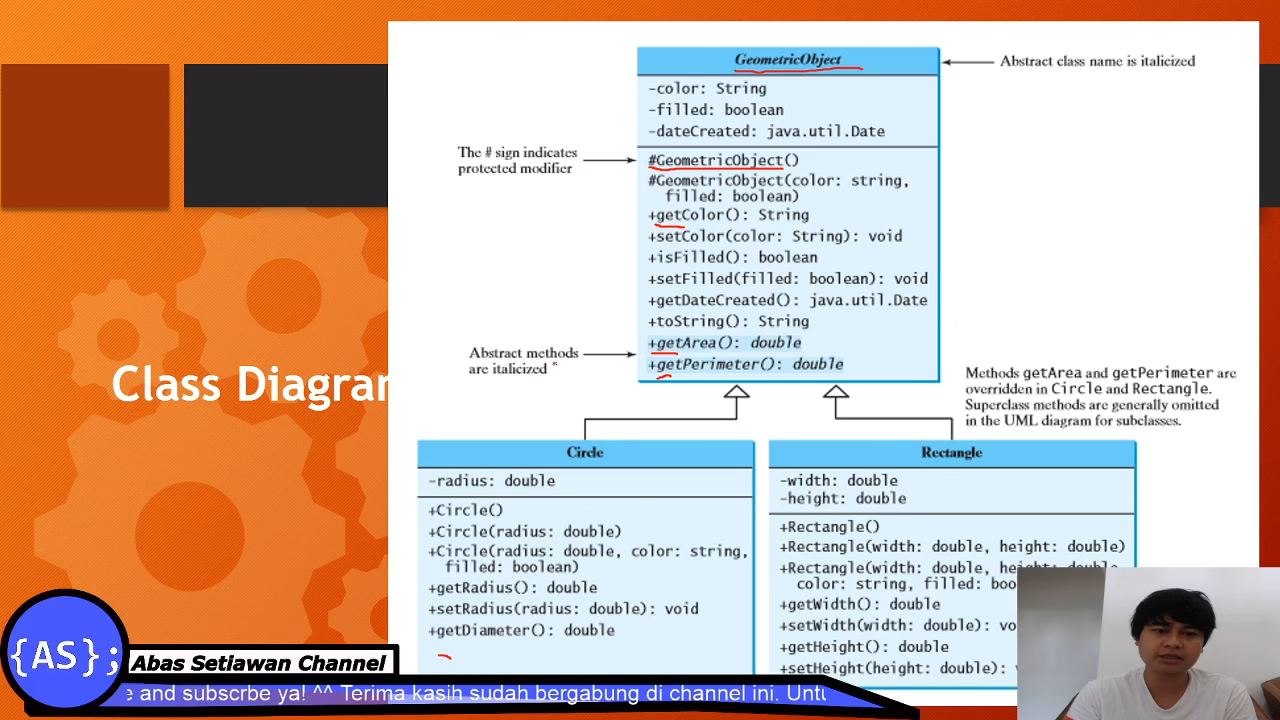 GeometricObject
Abstract class name is italicized
-color: String
-filled: boolean
-dateCreated: java.util.Date
The # sign indicates
protected modifier
#GeometricObject()
#GeometricObject(color: string,
filled: boolean)
+getColor(): String
+setColor(color: String): void
+isFilled(): boolean
+setFilled(filled: boolean): void
+getDateCreated(): java.util.Date
+toString(): String
+getArea(): double
+getPerimeter(): double
Abstract methods
are italicized
Class Diagram
Methods getArea and getPerimeter are
overridden in Circle and Rectangle.
Superclass methods are generally omitted
in the UML diagram for subclasses.
Circle
-radius: double
+Circle()
+Circle(radius: double)
+Circle(radius: double, color: string,
filled: boolean)
+getRadius(): double
+setRadius(radius: double): void
+getDiameter(): double
Rectangle
-width: double
-height: double
+Rectangle()
+Rectangle(width: double, height: double)
+Rectangle(width: double, height: double,
color: string, filled: boo
+getWidth(): double
+setWidth(width: double): vo
+getHeight(): double
+setHeight(height: double):
{AS};
Abas Setiawan Channel
e and subscrbe ya! ^^ Terima kasih sudah bergabung di channel ini. Untu